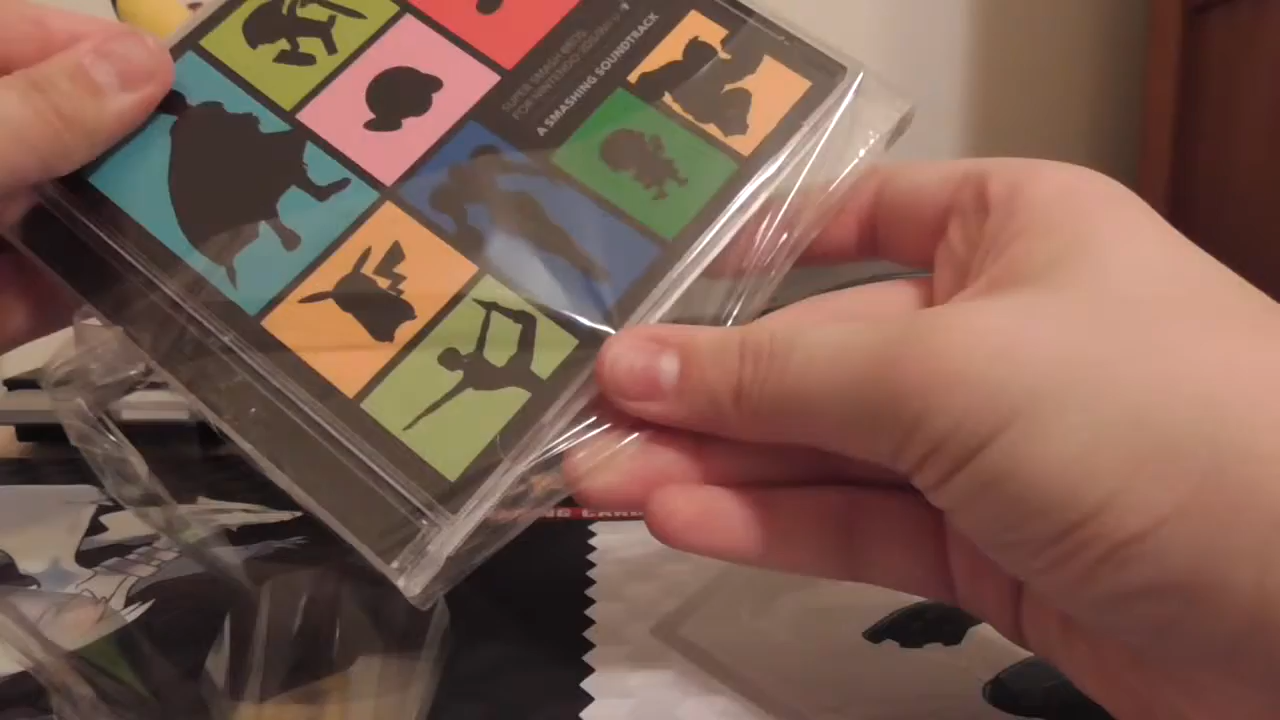 SUPER SMASH BROS.
FOR NINTENDO 3DS/Wii U
A SMASHING SOUNDTRACK